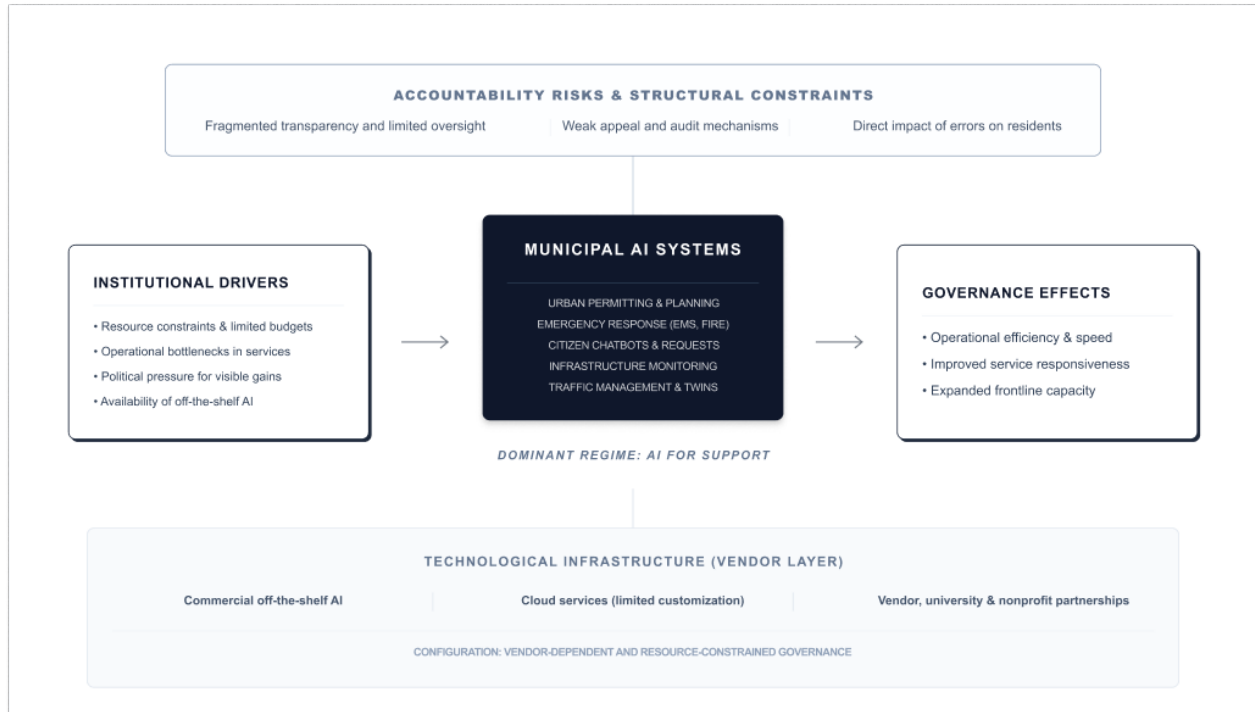 ACCOUNTABILITY RISKS & STRUCTURAL CONSTRAINTS
Fragmented transparency and limited oversight
Weak appeal and audit mechanisms
Direct impact of errors on residents
INSTITUTIONAL DRIVERS
• Resource constraints & limited budgets
• Operational bottlenecks in services
• Political pressure for visible gains
• Availability of off-the-shelf AI
MUNICIPAL AI SYSTEMS
URBAN PERMITTING & PLANNING
EMERGENCY RESPONSE (EMS, FIRE)
CITIZEN CHATBOTS & REQUESTS
INFRASTRUCTURE MONITORING
TRAFFIC MANAGEMENT & TWINS
DOMINANT REGIME: AI FOR SUPPORT
GOVERNANCE EFFECTS
• Operational efficiency & speed
• Improved service responsiveness
• Expanded frontline capacity
TECHNOLOGICAL INFRASTRUCTURE (VENDOR LAYER)
Commercial off-the-shelf AI
Cloud services (limited customization)
Vendor, university & nonprofit partnerships
CONFIGURATION: VENDOR-DEPENDENT AND RESOURCE-CONSTRAINED GOVERNANCE